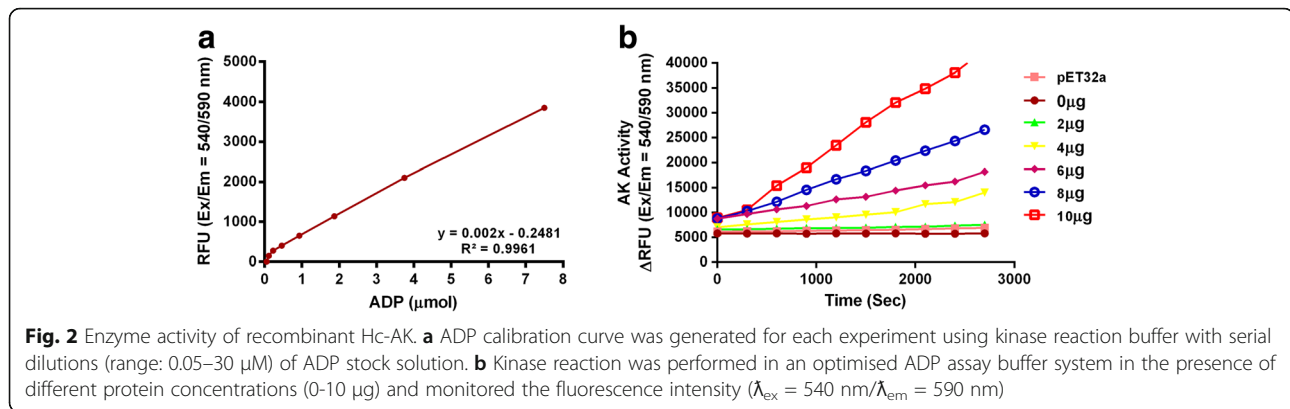 a
RFU (Ex/Em = 540/590 nm)
5000
4000
3000
2000
1000
0
0 1 2 3 4 5 6 7 8
ADP (μmol)
y = 0.002x - 0.2481
R² = 0.9961
b
AK Activity
ΔRFU (Ex/Em = 540/590 nm)
40000
35000
30000
25000
20000
15000
10000
5000
0
0 1000 2000 3000
Time (Sec)
pET32a
0μg
2μg
4μg
6μg
8μg
10μg
Fig. 2 Enzyme activity of recombinant Hc-AK. a ADP calibration curve was generated for each experiment using kinase reaction buffer with serial
dilutions (range: 0.05–30 μM) of ADP stock solution. b Kinase reaction was performed in an optimised ADP assay buffer system in the presence of
different protein concentrations (0-10 μg) and monitored the fluorescence intensity (ƛex = 540 nm/ƛem = 590 nm)